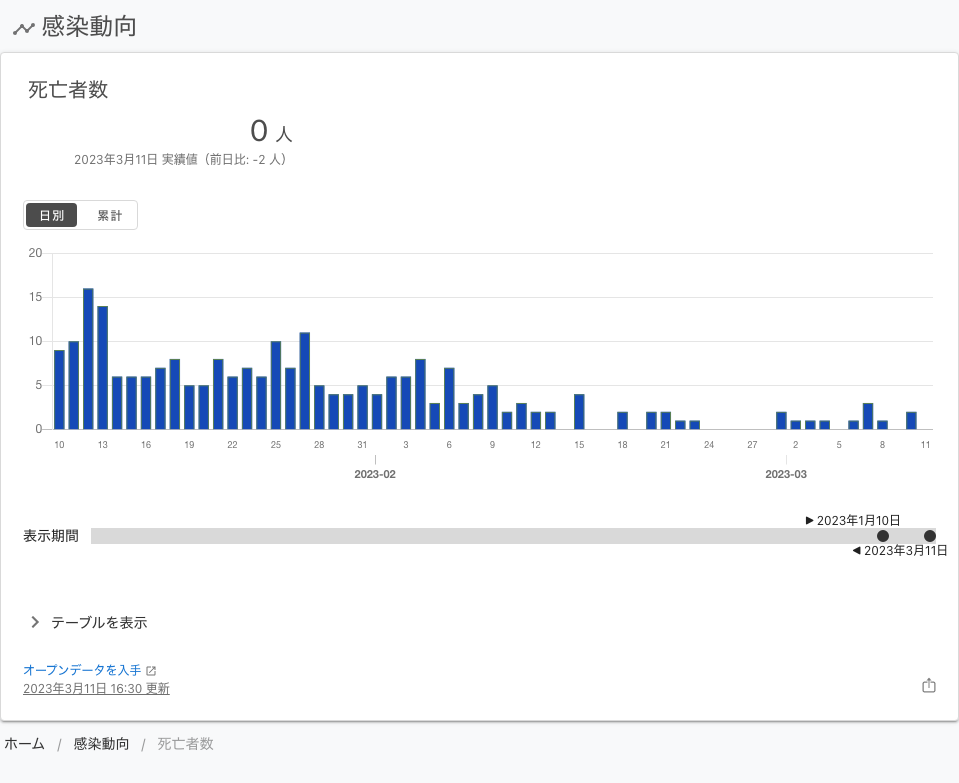 感染動向
死亡者数
0 人
2023年3月11日 実績値（前日比: -2 人）
日別 累計
20
15
10
5
0
10 13 16 19 22 25 28 31 3 6 9 12 15 18 21 24 27 2 5 8 11
2023-02 2023-03
2023年1月10日
表示期間
2023年3月11日
テーブルを表示
オープンデータを入手
2023年3月11日 16:30 更新
ホーム / 感染動向 / 死亡者数